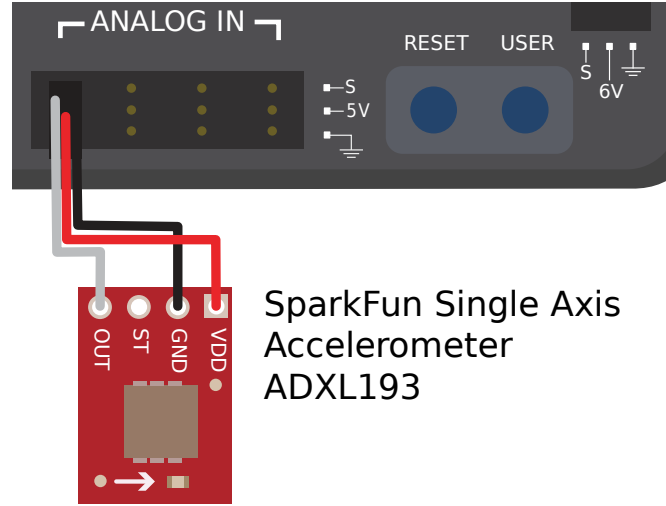 ANALOG IN
RESET
USER
S
5V
S
6V
OUT
ST
GND
VDD
SparkFun Single Axis
Accelerometer
ADXL193